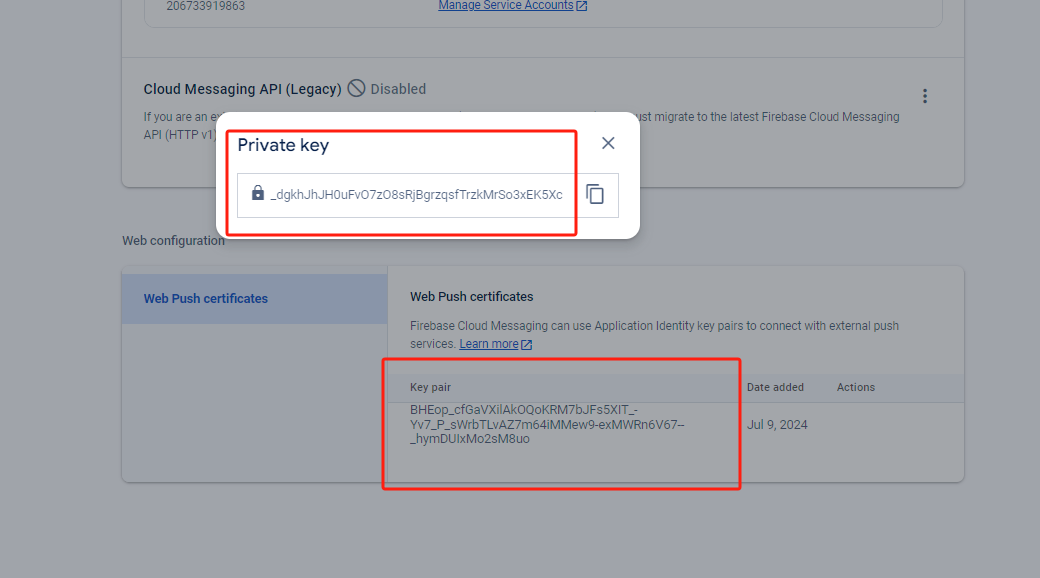 206733919863
Manage Service Accounts
Cloud Messaging API (Legacy) Disabled
If you are an ust migrate to the latest Firebase Cloud Messaging
API (HTTP v1)
Private key
_dgkhJhJH0uFvO7zO8sRjBgrzqsfTrzkMrSo3xEK5Xc
Web configuration
Web Push certificates
Web Push certificates
Firebase Cloud Messaging can use Application Identity key pairs to connect with external push
services. Learn more
Key pair Date added Actions
BHEop_cfGaVXilAkOQoKRM7bJFs5XIT_-
Yv7_P_sWrbTLvAZ7m64iMMew9-exMWRn6V67-- Jul 9, 2024
_hymDUIxMo2sM8uo